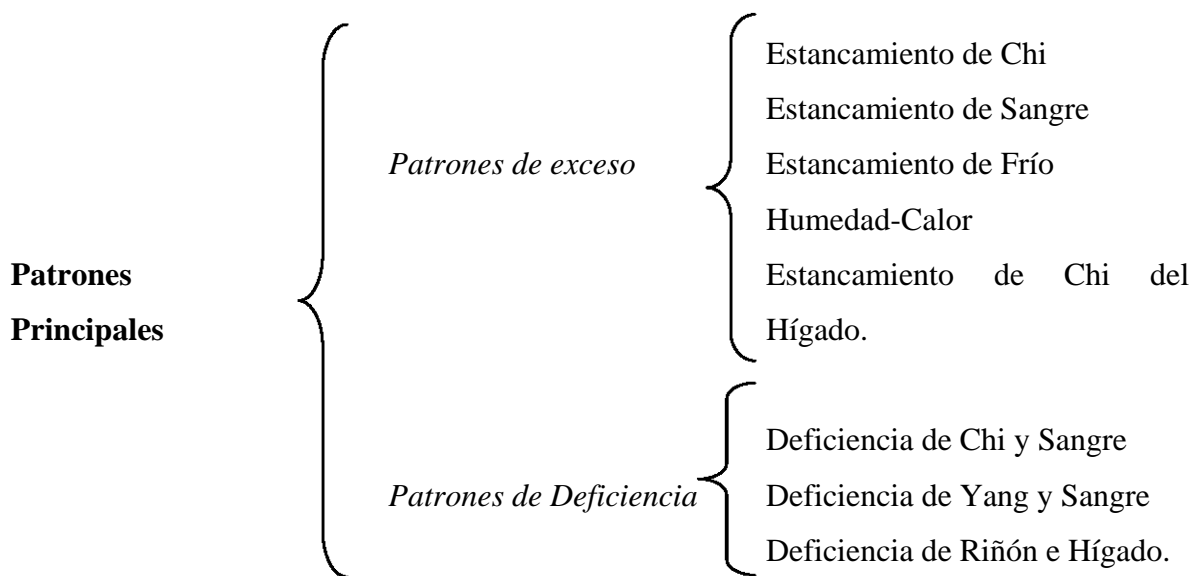 Patrones
Principales
Patrones de exceso
Estancamiento de Chi
Estancamiento de Sangre
Estancamiento de Frío
Humedad-Calor
Estancamiento de Chi del
Hígado.
Patrones de Deficiencia
Deficiencia de Chi y Sangre
Deficiencia de Yang y Sangre
Deficiencia de Riñón e Hígado.